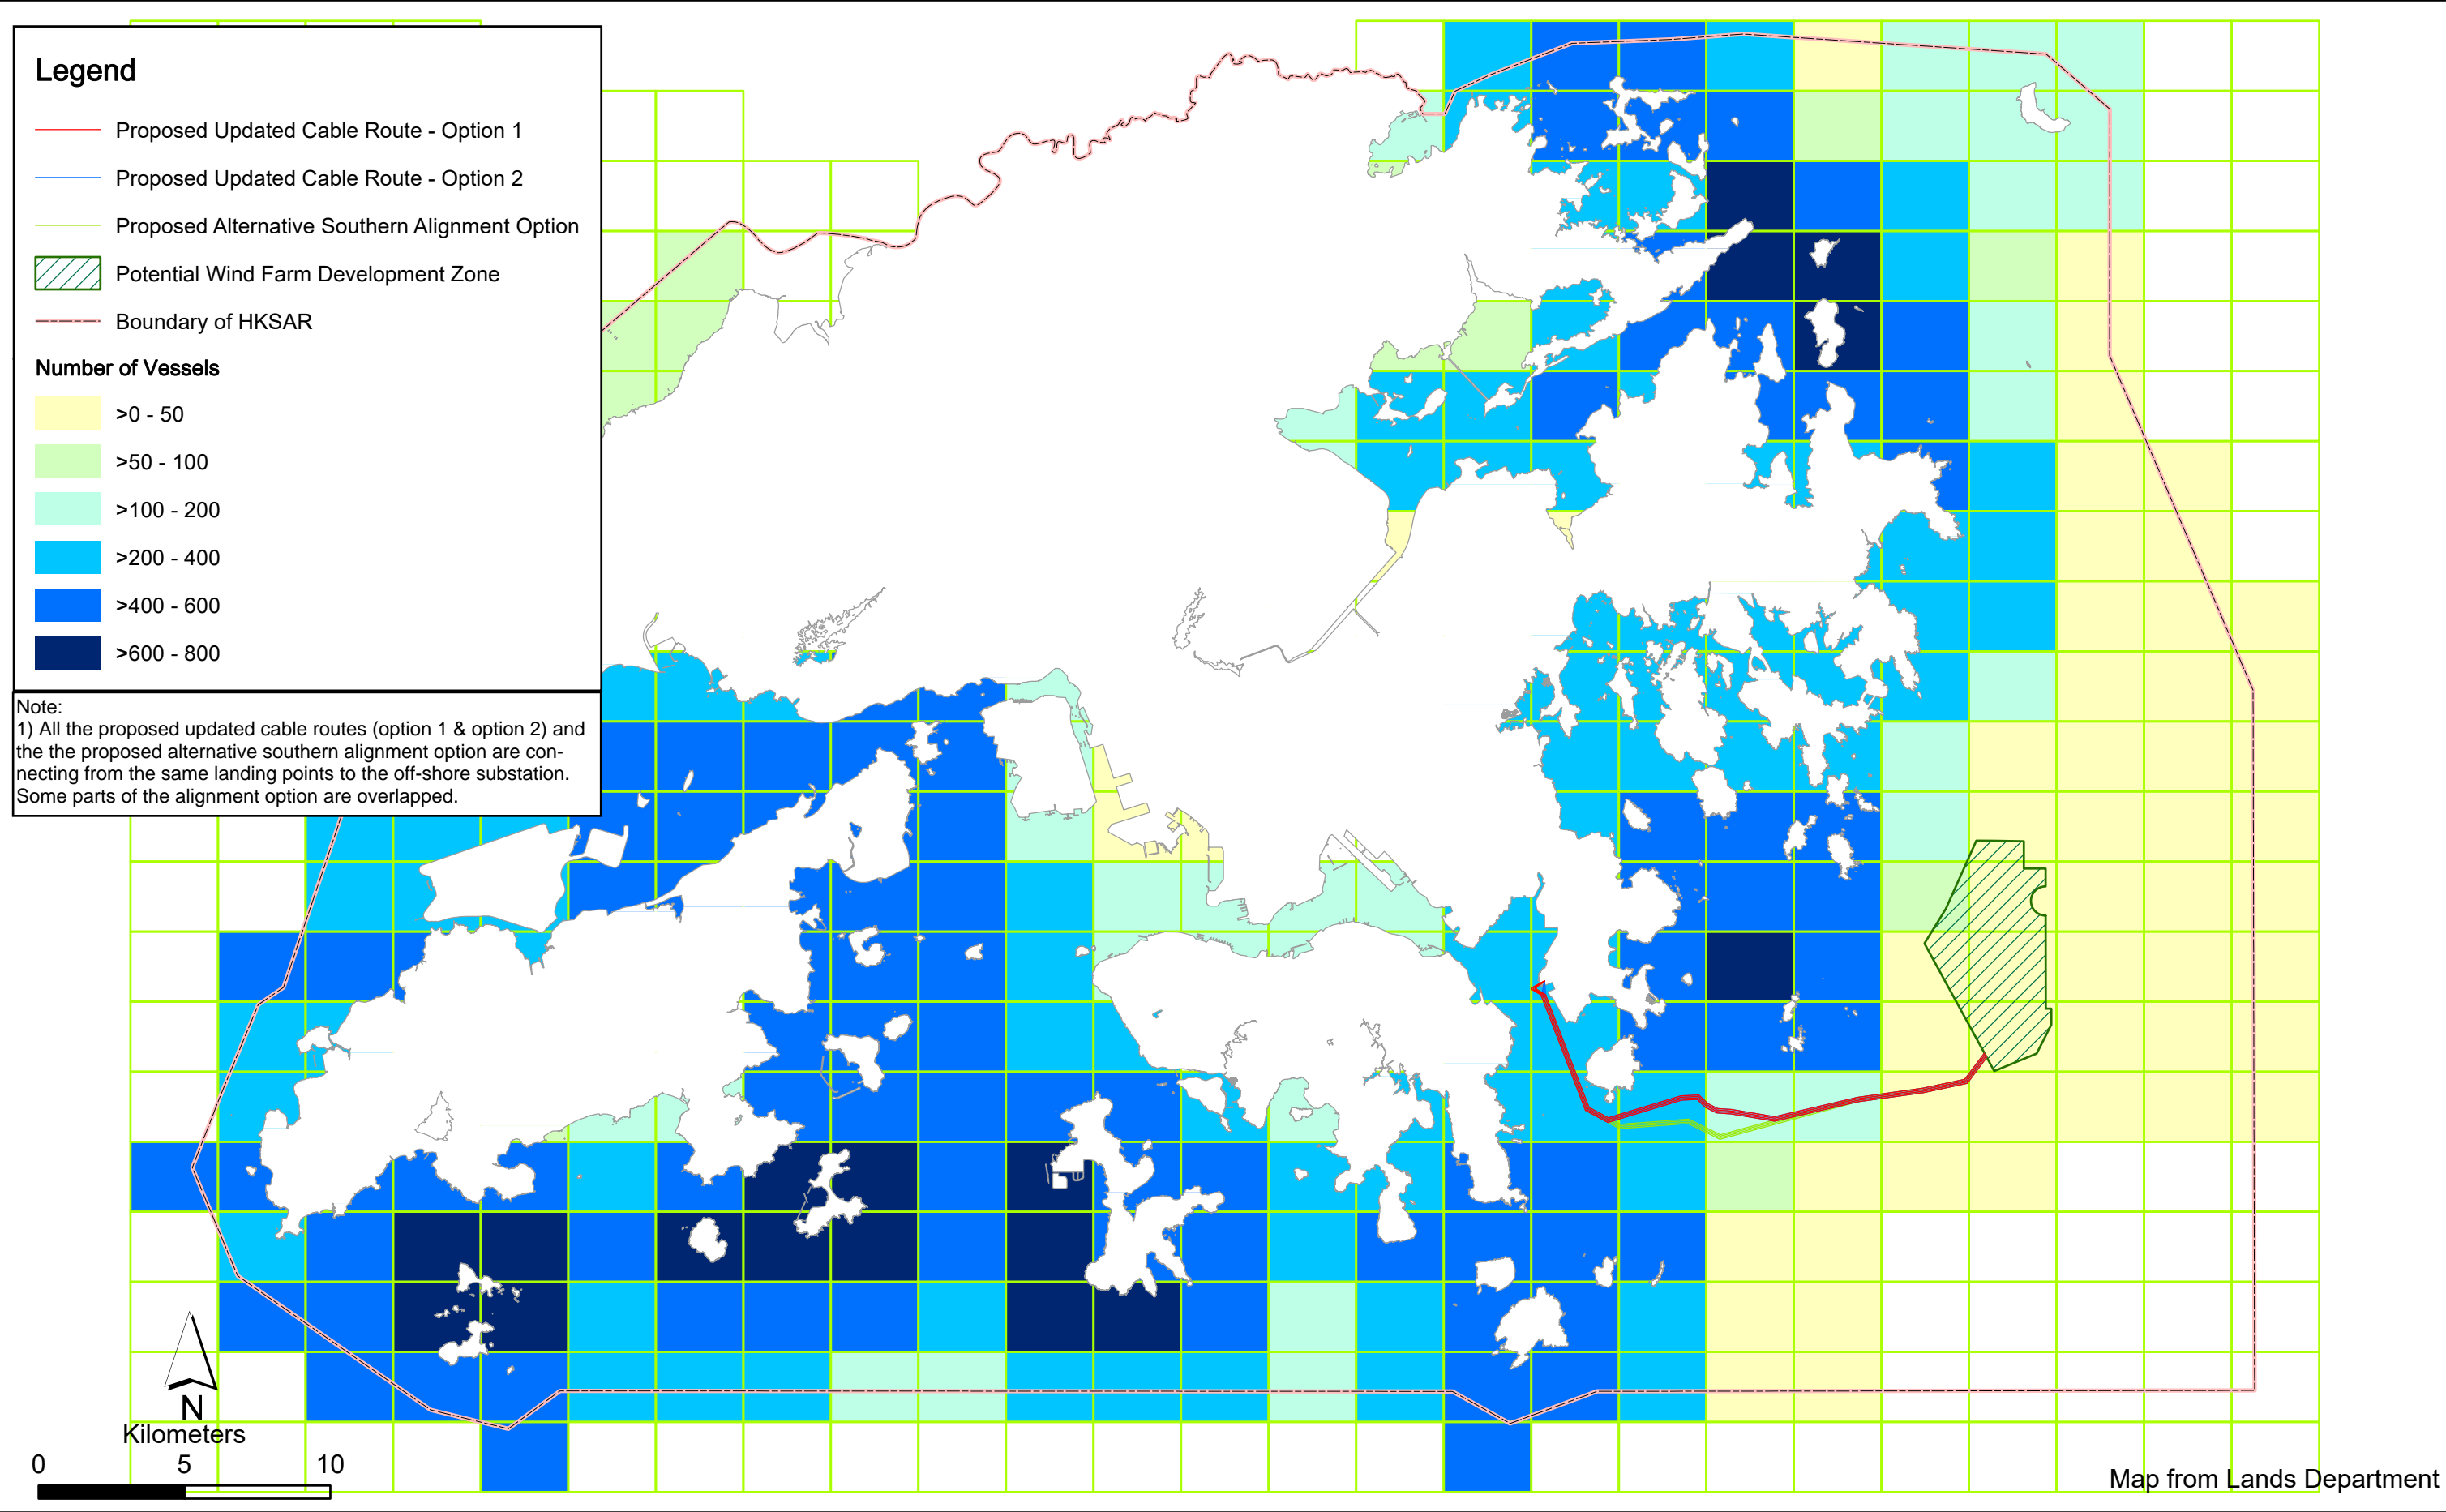 Legend
Proposed Updated Cable Route - Option 1
Proposed Updated Cable Route - Option 2
Proposed Alternative Southern Alignment Option
Potential Wind Farm Development Zone
Boundary of HKSAR
Number of Vessels
>0 - 50
>50 - 100
>100 - 200
>200 - 400
>400 - 600
>600 - 800
Note:
1) All the proposed updated cable routes (option 1 & option 2) and
the the proposed alternative southern alignment option are con-
necting from the same landing points to the off-shore substation.
Some parts of the alignment option are overlapped.
N
Kilometers
0 5 10
Map from Lands Department